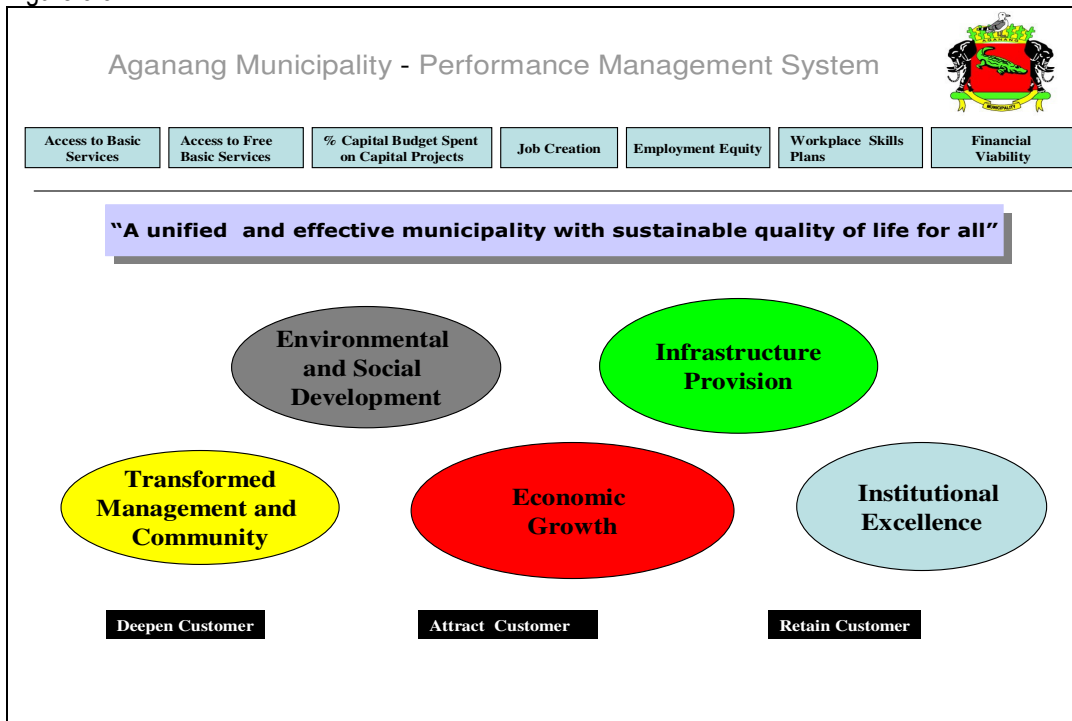 Aganang Municipality - Performance Management System
AGANANG
MUNICIPALITY
Access to Basic
Services
Access to Free
Basic Services
% Capital Budget Spent
on Capital Projects
Job Creation
Employment Equity
Workplace Skills
Plans
Financial
Viability
“A unified and effective municipality with sustainable quality of life for all”
Environmental
and Social
Development
Infrastructure
Provision
Transformed
Management and
Community
Economic
Growth
Institutional
Excellence
Deepen Customer
Attract Customer
Retain Customer